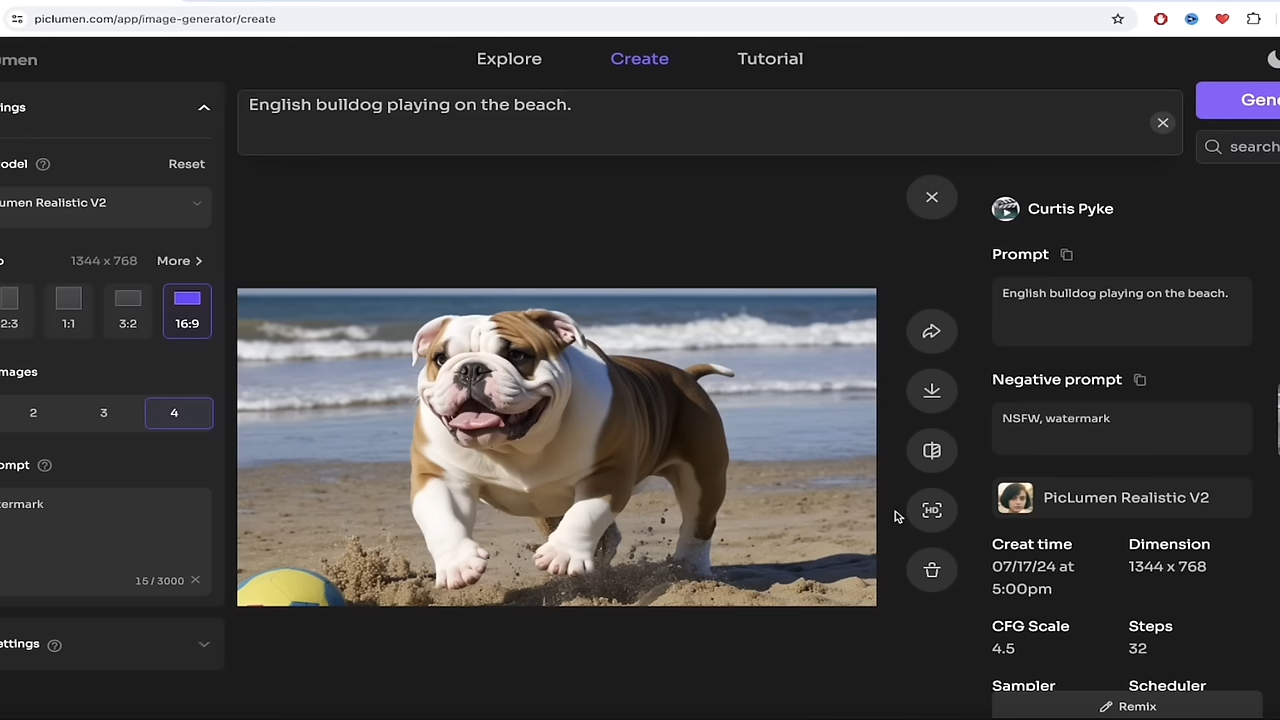 piclumen.com/app/image-generator/create
umen
Explore
Create
Tutorial
ings
English bulldog playing on the beach.
Gene
search
odel
Reset
umen Realistic V2
o
1344 x 768
More
2:3
1:1
3:2
16:9
mages
2
3
4
ompt
ermark
15 / 3000
ettings
HD
Curtis Pyke
Prompt
English bulldog playing on the beach.
Negative prompt
NSFW, watermark
PicLumen Realistic V2
Creat time
Dimension
07/17/24 at
5:00pm
1344 x 768
CFG Scale
Steps
4.5
32
Sampler
Scheduler
Remix